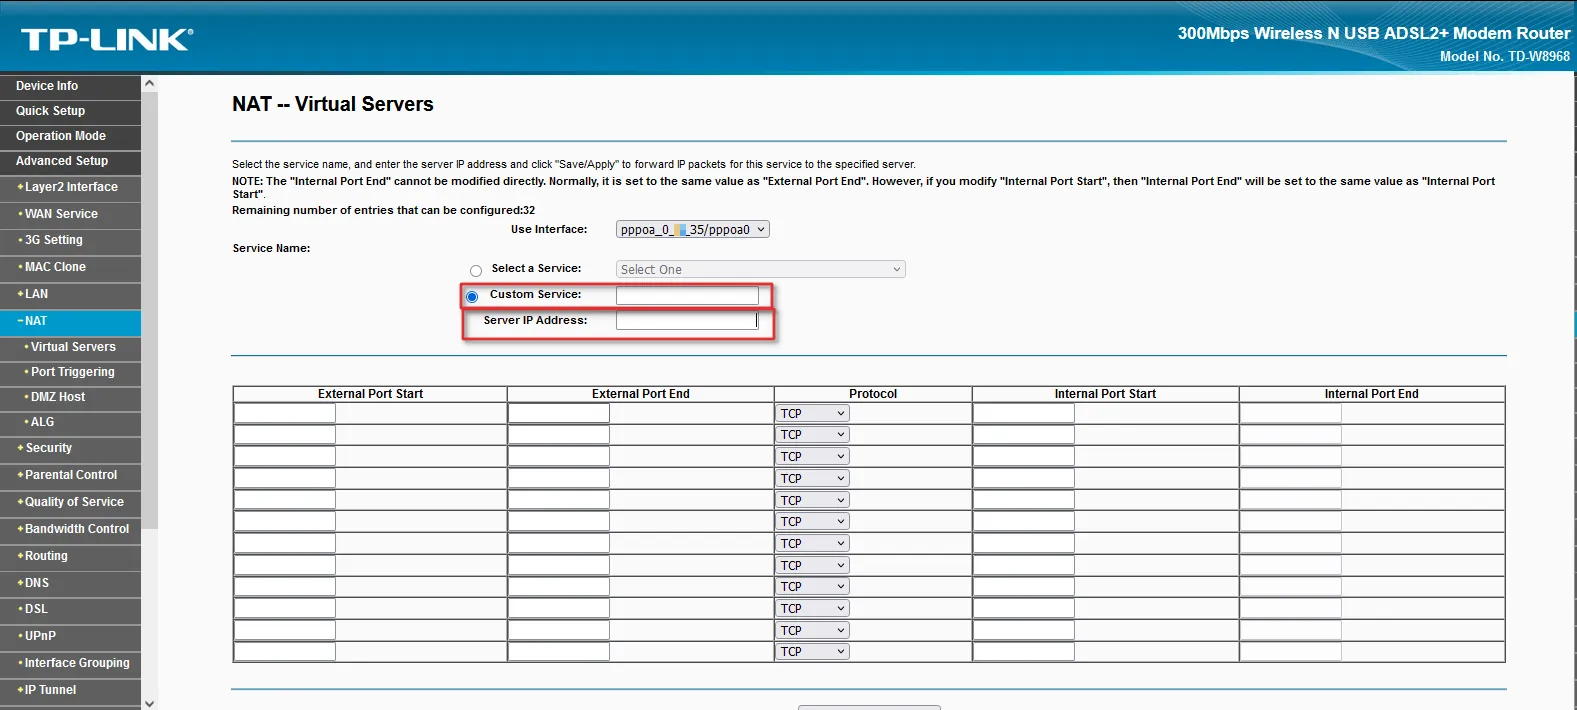 TP-LINK®
300Mbps Wireless N USB ADSL2+ Modem Router
Model No. TD-W8968
Device Info
Quick Setup
Operation Mode
Advanced Setup
+Layer2 Interface
•WAN Service
•3G Setting
•MAC Clone
+LAN
−NAT
•Virtual Servers
•Port Triggering
•DMZ Host
•ALG
+Security
+Parental Control
+Quality of Service
+Bandwidth Control
+Routing
+DNS
•DSL
•UPnP
•Interface Grouping
+IP Tunnel
NAT -- Virtual Servers
Select the service name, and enter the server IP address and click "Save/Apply" to forward IP packets for this service to the specified server.
NOTE: The "Internal Port End" cannot be modified directly. Normally, it is set to the same value as "External Port End". However, if you modify "Internal Port Start", then "Internal Port End" will be set to the same value as "Internal Port
Start".
Remaining number of entries that can be configured:32
Use Interface: pppoa_0_ _35/pppoa0
Service Name:
Select a Service: Select One
Custom Service:
Server IP Address:
External Port Start External Port End Protocol Internal Port Start Internal Port End
TCP
TCP
TCP
TCP
TCP
TCP
TCP
TCP
TCP
TCP
TCP
TCP